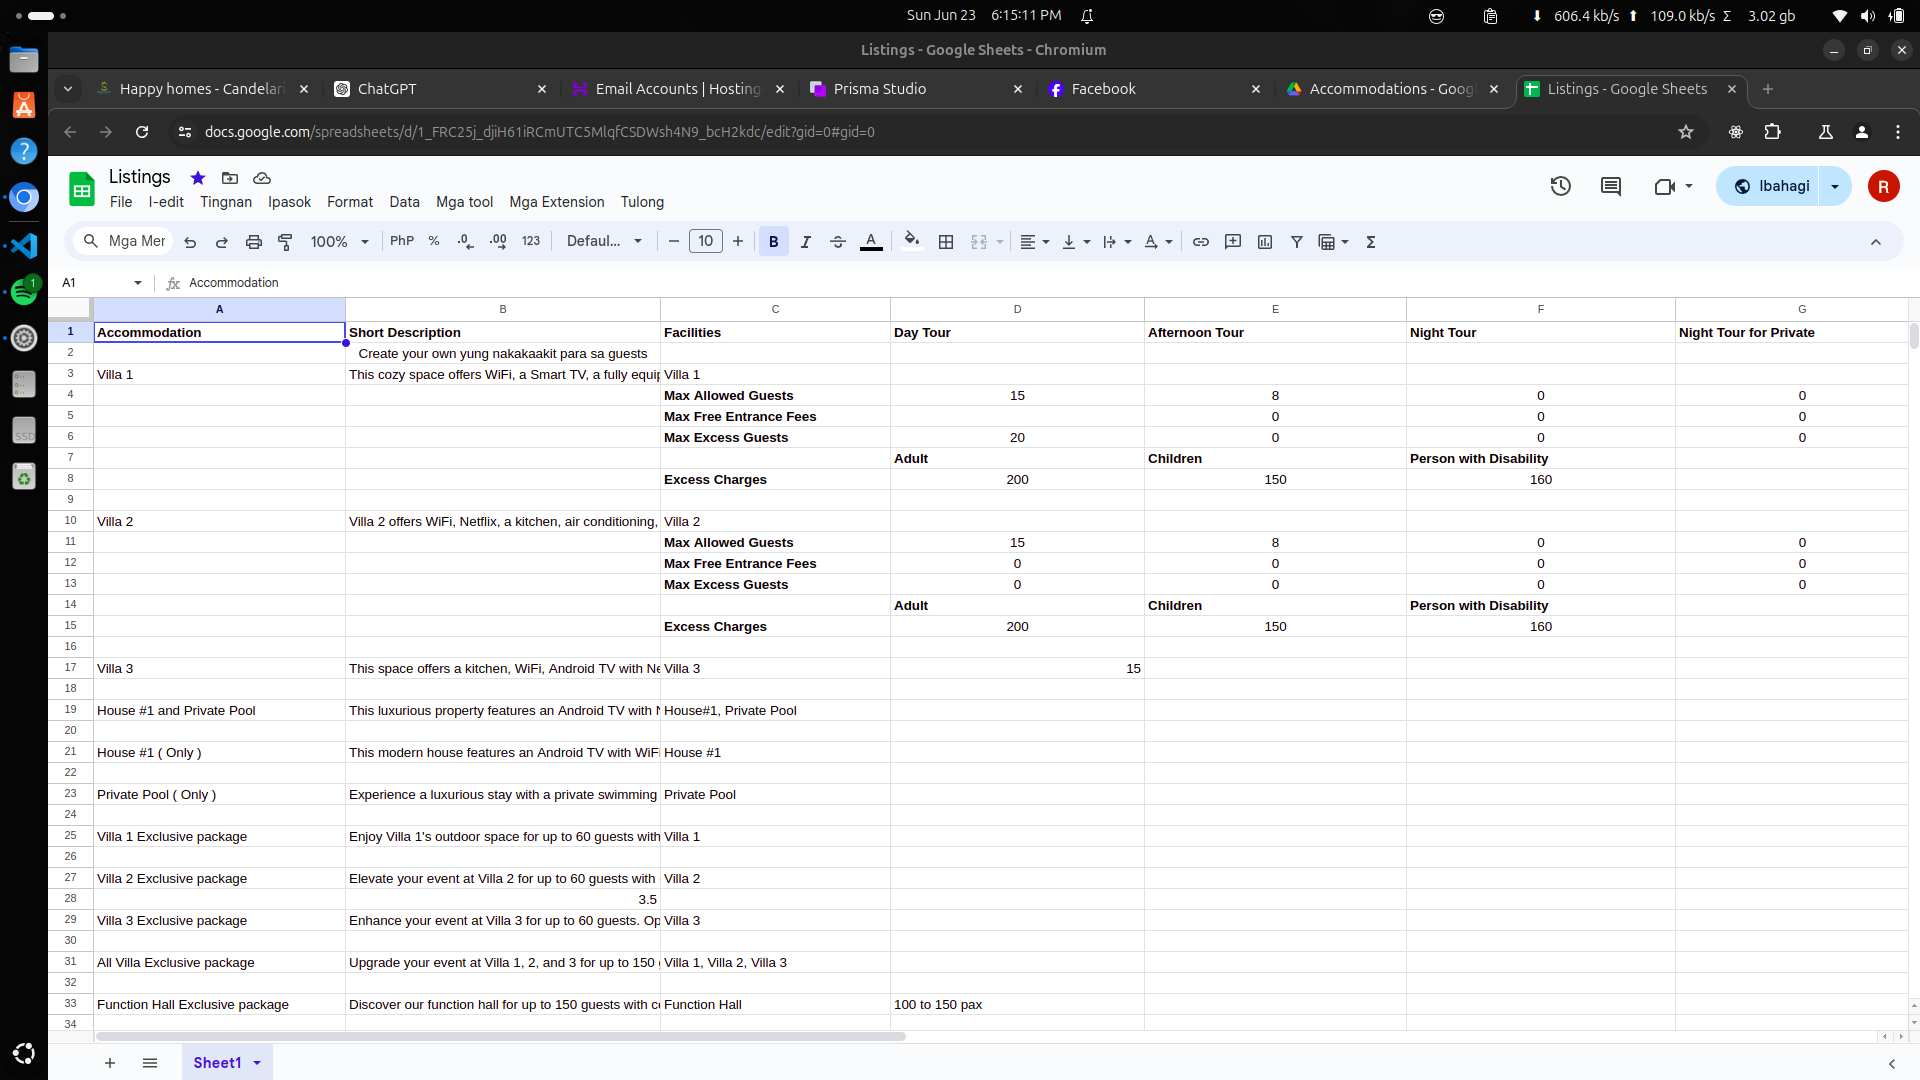 Sun Jun 23 6:15:11 PM
606.4 kb/s 109.0 kb/s Σ 3.02 gb
Listings - Google Sheets - Chromium
Happy homes - Candelari
ChatGPT
Email Accounts | Hosting
Prisma Studio
Facebook
Accommodations - Goog
Listings - Google Sheets
docs.google.com/spreadsheets/d/1_FRC25j_djiH61iRCmUTC5MlqfCSDWsh4N9_bcH2kdc/edit?gid=0#gid=0
Listings
File I-edit Tingnan Ipasok Format Data Mga tool Mga Extension Tulong
Ibahagi
R
Mga Mer 100% PhP % .0 .00 123 Defaul... 10 B I A Σ
A1 fx Accommodation
A B C D E F G
1 Accommodation Short Description Facilities Day Tour Afternoon Tour Night Tour Night Tour for Private
2 Create your own yung nakakaakit para sa guests
3 Villa 1 This cozy space offers WiFi, a Smart TV, a fully equip Villa 1
4 Max Allowed Guests 15 8 0 0
5 Max Free Entrance Fees 0 0 0
6 Max Excess Guests 20 0 0 0
7 Adult Children Person with Disability
8 Excess Charges 200 150 160
9
10 Villa 2 Villa 2 offers WiFi, Netflix, a kitchen, air conditioning, Villa 2
11 Max Allowed Guests 15 8 0 0
12 Max Free Entrance Fees 0 0 0 0
13 Max Excess Guests 0 0 0 0
14 Adult Children Person with Disability
15 Excess Charges 200 150 160
16
17 Villa 3 This space offers a kitchen, WiFi, Android TV with Ne Villa 3 15
18
19 House #1 and Private Pool This luxurious property features an Android TV with N House#1, Private Pool
20
21 House #1 ( Only ) This modern house features an Android TV with WiFi House #1
22
23 Private Pool ( Only ) Experience a luxurious stay with a private swimming Private Pool
24
25 Villa 1 Exclusive package Enjoy Villa 1's outdoor space for up to 60 guests with Villa 1
26
27 Villa 2 Exclusive package Elevate your event at Villa 2 for up to 60 guests with Villa 2
28 3.5
29 Villa 3 Exclusive package Enhance your event at Villa 3 for up to 60 guests. Op Villa 3
30
31 All Villa Exclusive package Upgrade your event at Villa 1, 2, and 3 for up to 150 Villa 1, Villa 2, Villa 3
32
33 Function Hall Exclusive package Discover our function hall for up to 150 guests with co Function Hall 100 to 150 pax
34
Sheet1
1
SSD